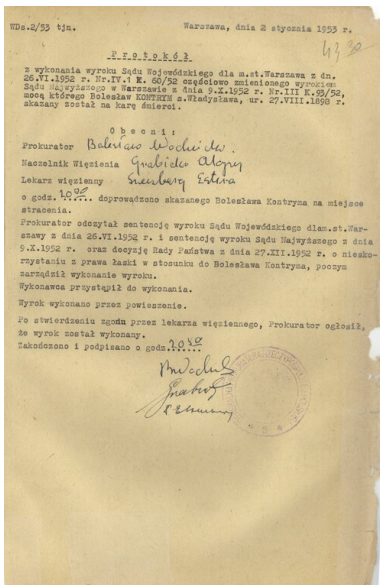 WDs.2/53 tjn. Warszawa, dnia 2 stycznia 1953 r.
Protokół
z wykonania wyroku Sądu Wojewódzkiego dla m.st.Warszawa z dn.
26.VI.1952 r. Nr.IV.1 K. 60/52 częściowo zmienionego wyrokiem
Sądu Najwyższego w Warszawie z dnia 9.X.1952 r. Nr.III K.93/52,
mocą którego Bolesław KONTRYM s.Władysława, ur. 27.VIII.1898 r.
skazany został na karę śmierci.
Obecni:
Prokurator Bolesław
Naczelnik Więzienia Grabicki Alojzy
Lekarz więzienny Estera
o godz. 20 00 doprowadzono skazanego Bolesława Kontryma na miejsce
stracenia.
Prokurator odczytał sentencję wyroku Sądu Wojewódzkiego dlam.st.War-
szawy z dnia 26.VI.1952 r. i sentencję wyroku Sądu Najwyższego z dnia
9.X.1952 r. oraz decyzję Rady Państwa z dnia 27.XII.1952 r. o niesko-
rzystaniu z prawa łaski w stosunku do Bolesława Kontryma, poczym
zarządził wykonanie wyroku.
Wykonawca przystąpił do wykonania.
Wyrok wykonano przez powieszenie.
Po stwierdzeniu zgonu przez lekarza więziennego, Prokurator ogłosił,
że wyrok został wykonany.
Zakończono i podpisano o godz.